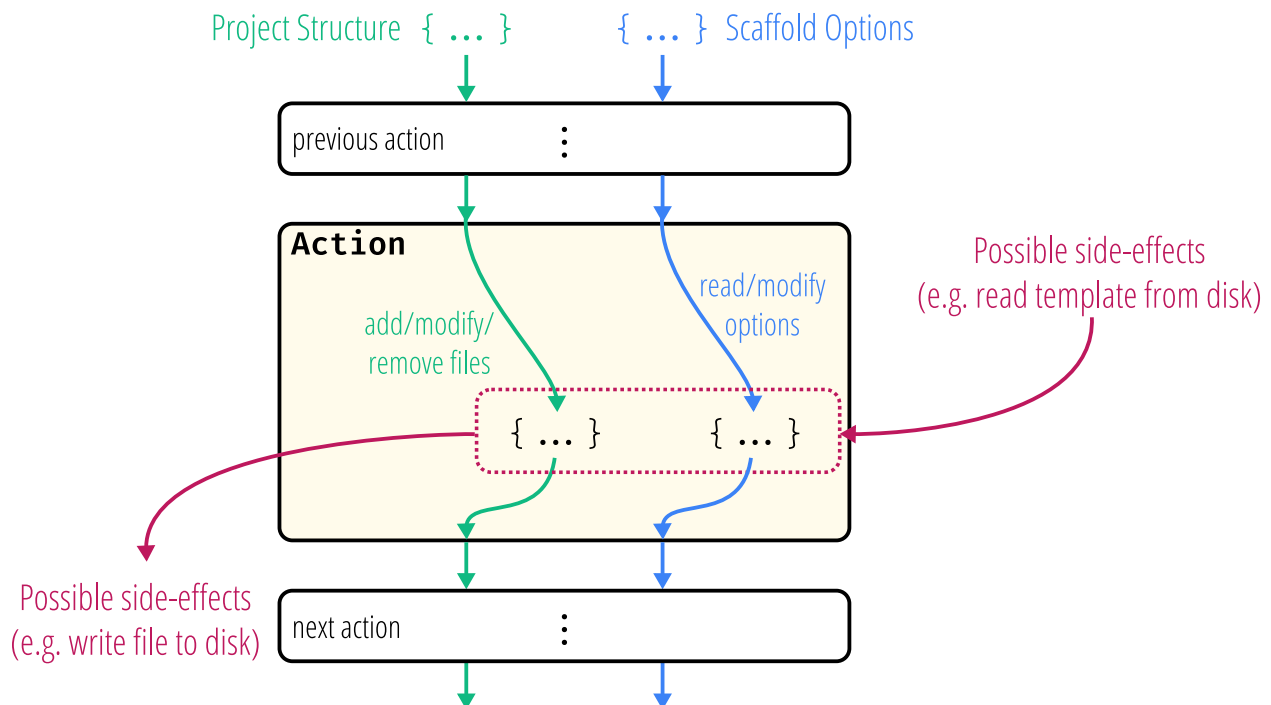 Project Structure { ... } { ... } Scaffold Options
previous action ⋮
Action
Possible side-effects
(e.g. read template from disk)
read/modify
options
add/modify/
remove files
{ ... } { ... }
Possible side-effects
(e.g. write file to disk)
next action ⋮